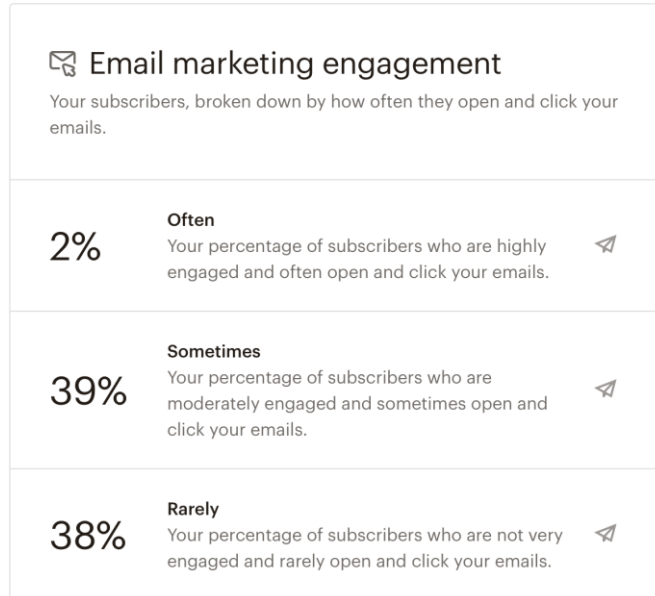 Email marketing engagement
Your subscribers, broken down by how often they open and click your
emails.
2%
Often
Your percentage of subscribers who are highly
engaged and often open and click your emails.
39%
Sometimes
Your percentage of subscribers who are
moderately engaged and sometimes open and
click your emails.
38%
Rarely
Your percentage of subscribers who are not very
engaged and rarely open and click your emails.